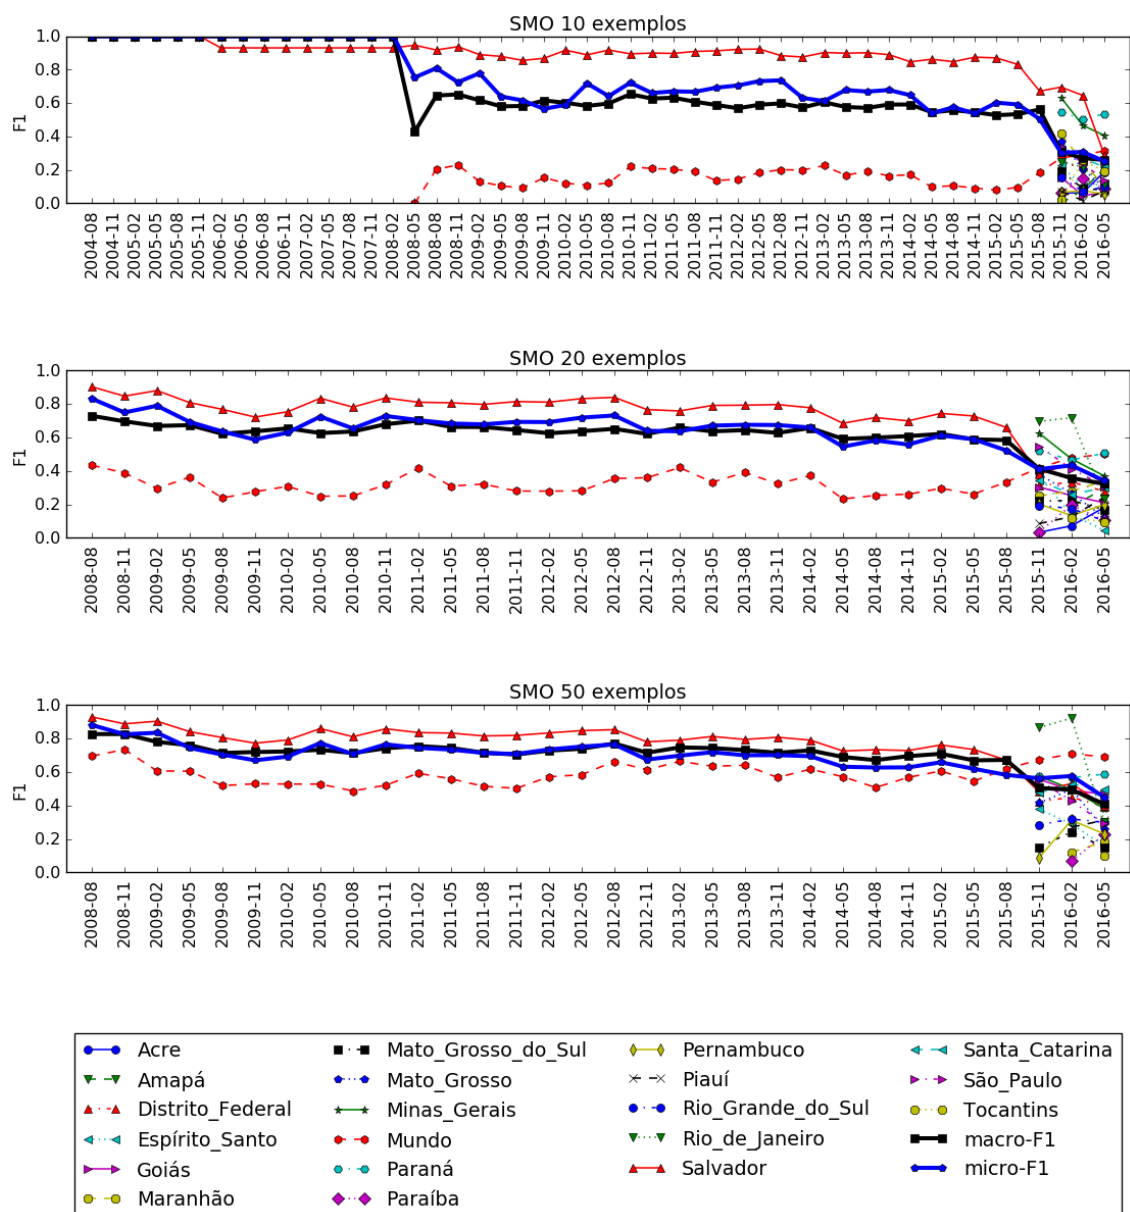 SMO 10 exemplos
1.0
0.8
0.6
0.4
0.2
0.0
F1
2004-08 2004-11 2005-02 2005-05 2005-08 2005-11 2006-02 2006-05 2006-08 2006-11 2007-02 2007-05 2007-08 2007-11 2008-02 2008-05 2008-08 2008-11 2009-02 2009-05 2009-08 2009-11 2010-02 2010-05 2010-08 2010-11 2011-02 2011-05 2011-08 2011-11 2012-02 2012-05 2012-08 2012-11 2013-02 2013-05 2013-08 2013-11 2014-02 2014-05 2014-08 2014-11 2015-02 2015-05 2015-08 2015-11 2016-02 2016-05
SMO 20 exemplos
1.0
0.8
0.6
0.4
0.2
0.0
F1
2008-08 2008-11 2009-02 2009-05 2009-08 2009-11 2010-02 2010-05 2010-08 2010-11 2011-02 2011-05 2011-08 2011-11 2012-02 2012-05 2012-08 2012-11 2013-02 2013-05 2013-08 2013-11 2014-02 2014-05 2014-08 2014-11 2015-02 2015-05 2015-08 2015-11 2016-02 2016-05
SMO 50 exemplos
1.0
0.8
0.6
0.4
0.2
0.0
F1
2008-08 2008-11 2009-02 2009-05 2009-08 2009-11 2010-02 2010-05 2010-08 2010-11 2011-02 2011-05 2011-08 2011-11 2012-02 2012-05 2012-08 2012-11 2013-02 2013-05 2013-08 2013-11 2014-02 2014-05 2014-08 2014-11 2015-02 2015-05 2015-08 2015-11 2016-02 2016-05
Acre
Amapá
Distrito_Federal
Espírito_Santo
Goiás
Maranhão
Mato_Grosso_do_Sul
Mato_Grosso
Minas_Gerais
Mundo
Paraná
Paraíba
Pernambuco
Piauí
Rio_Grande_do_Sul
Rio_de_Janeiro
Salvador
Santa_Catarina
São_Paulo
Tocantins
macro-F1
micro-F1